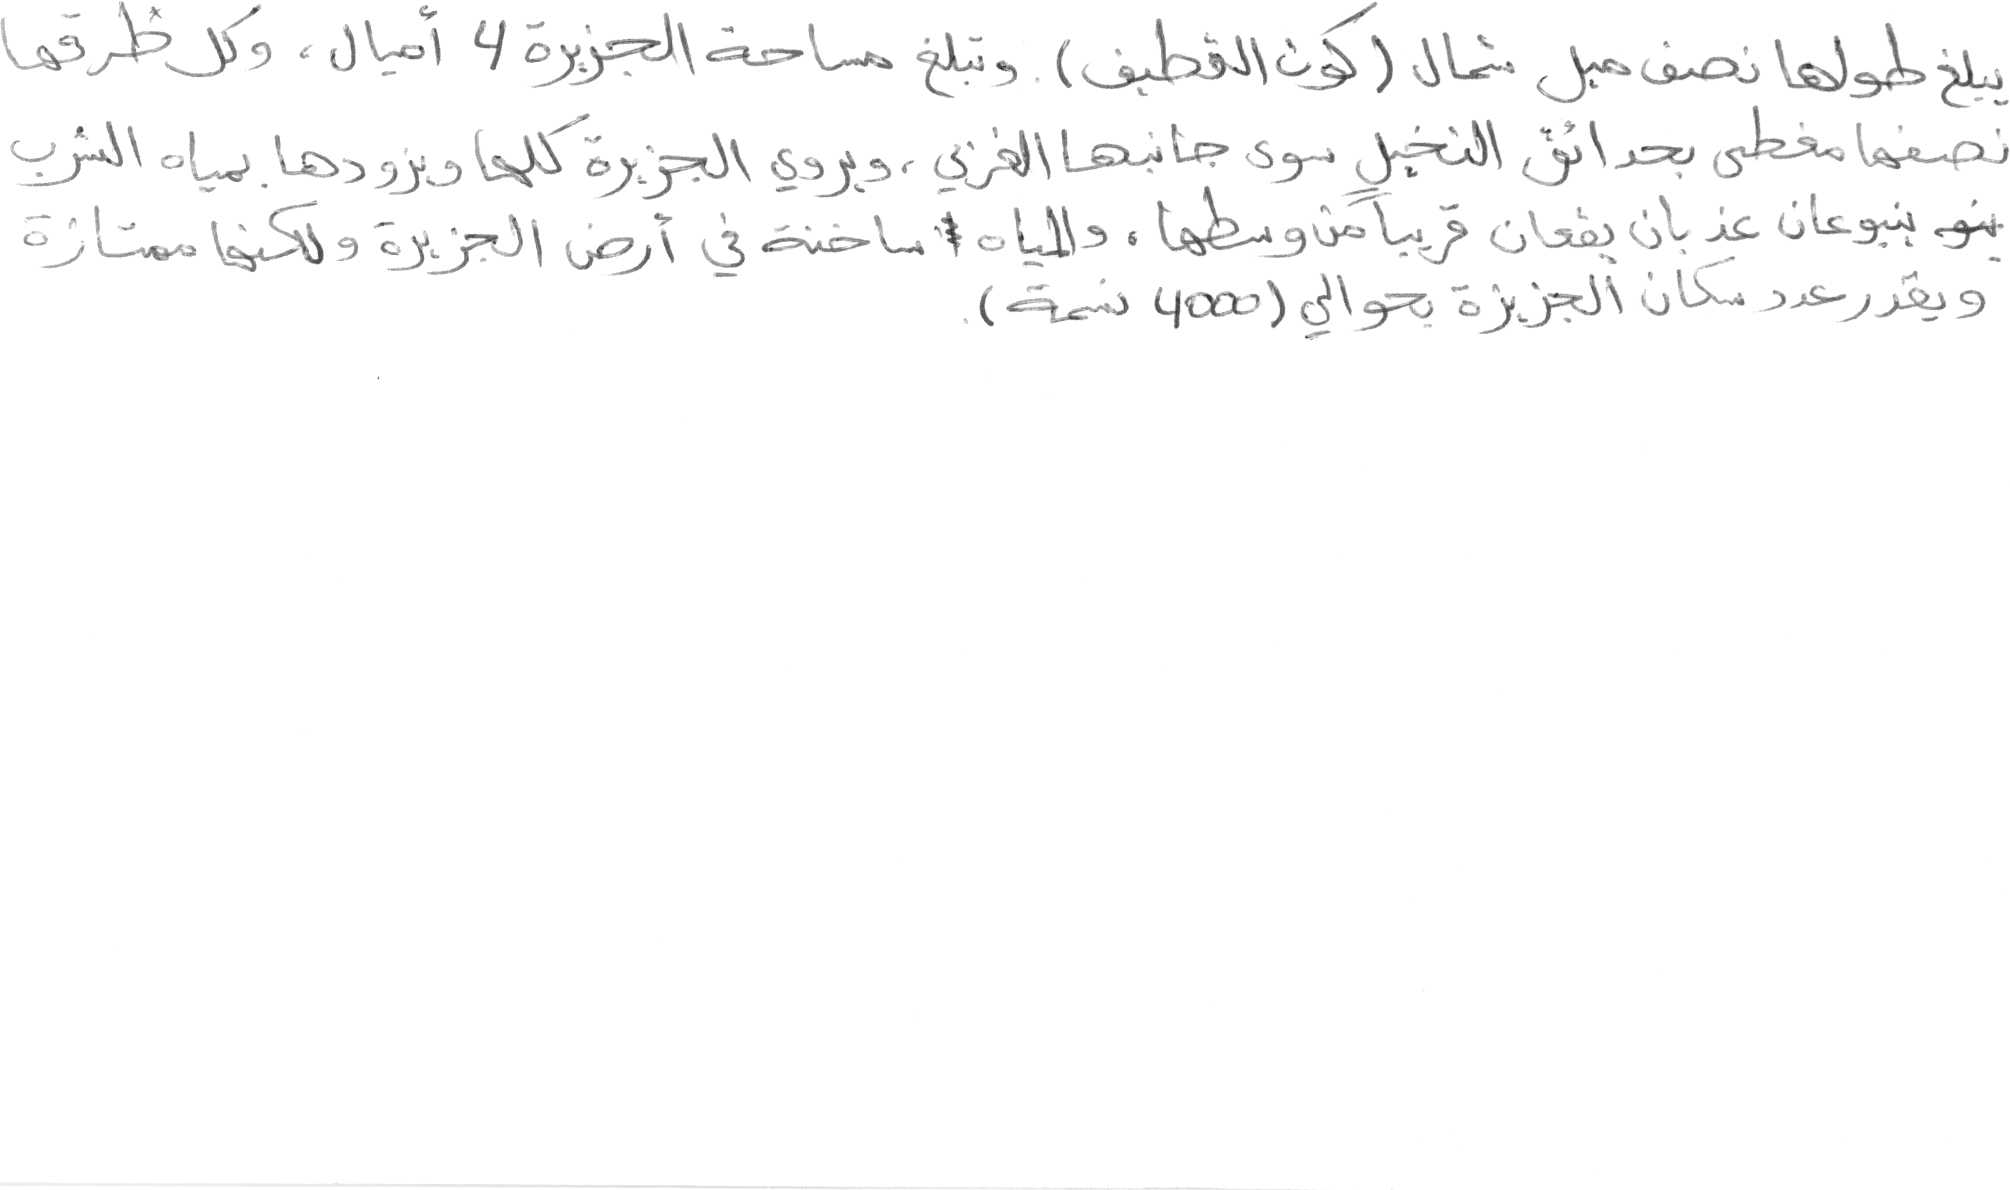 يبلغ طولها نصف ميل شمال (كوت القطيف). وتبلغ مساحة الجزيرة 4 أميال، وكل طرقها
نصفها مغطى بحدائق النخيل سوى جانبها الغربي، ويروي الجزيرة كلها ويزودها بمياه الشرب
ينبوعان عذبان يقعان قريباً من وسطها، والمياه ساخنة في أرض الجزيرة ولكنها ممتازة
ويقدر عدد سكان الجزيرة بحوالي (4000 نسمة).